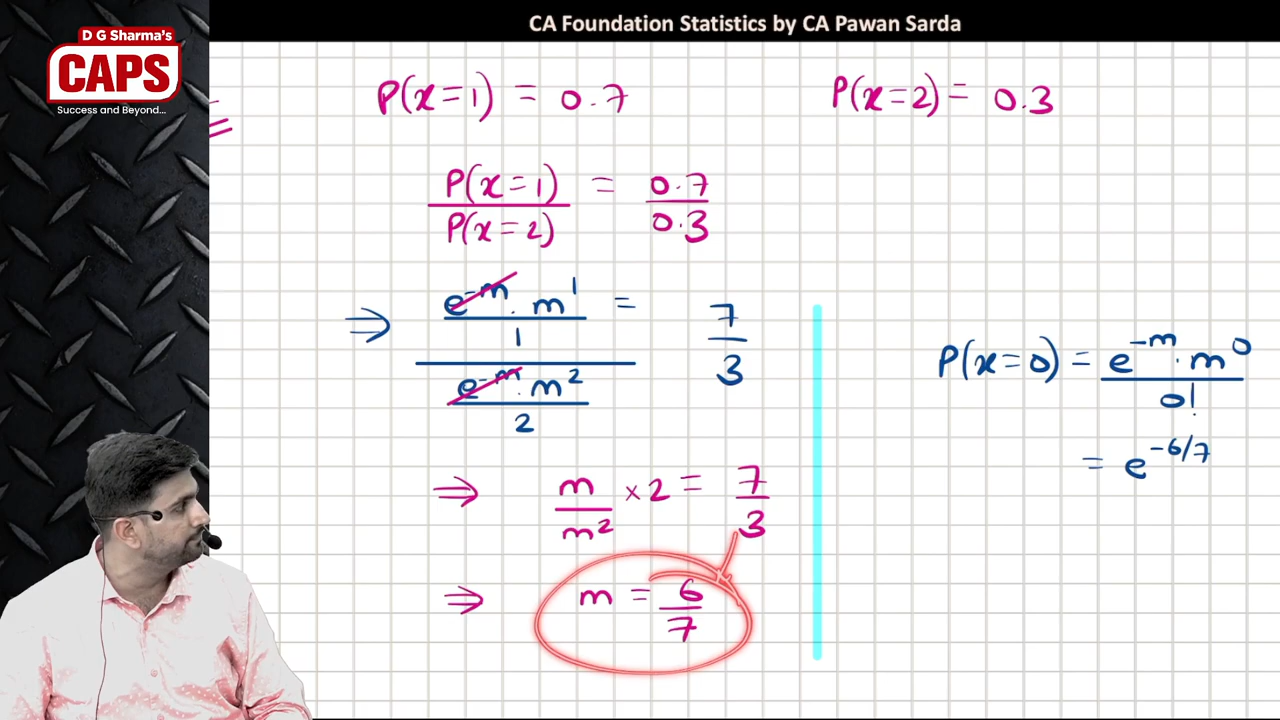 CA Foundation Statistics by CA Pawan Sarda
D G Sharma's
CAPS
Success and Beyond...
P(x=1) = 0.7
P(x=2) = 0.3
P(x=1) / P(x=2) = 0.7 / 0.3
⇒ (e^-m · m^1 / 1) / (e^-m · m^2 / 2) = 7/3
⇒ m/m^2 × 2 = 7/3
⇒ m = 6/7
P(x=0) = e^-m · m^0 / 0!
= e^-6/7